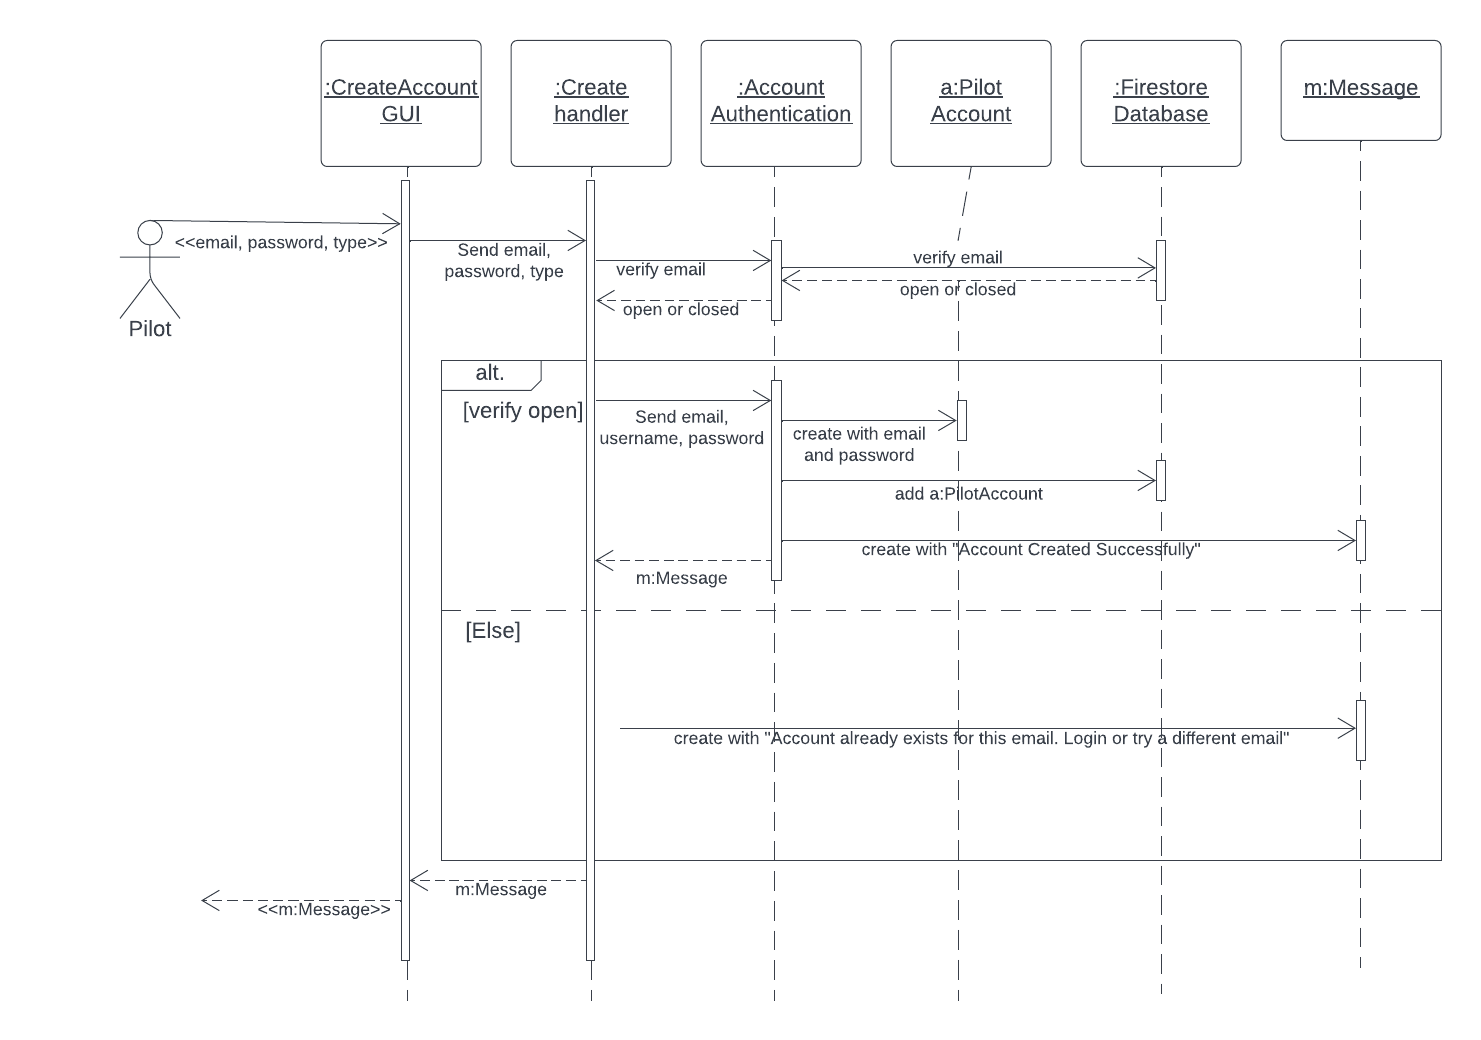 :CreateAccount
GUI
:Create
handler
:Account
Authentication
a:Pilot
Account
:Firestore
Database
m:Message
<<email, password, type>>
Pilot
Send email,
password, type
verify email
verify email
open or closed
open or closed
alt.
[verify open]
Send email,
username, password
create with email
and password
add a:PilotAccount
create with "Account Created Successfully"
m:Message
[Else]
create with "Account already exists for this email. Login or try a different email"
m:Message
<<m:Message>>